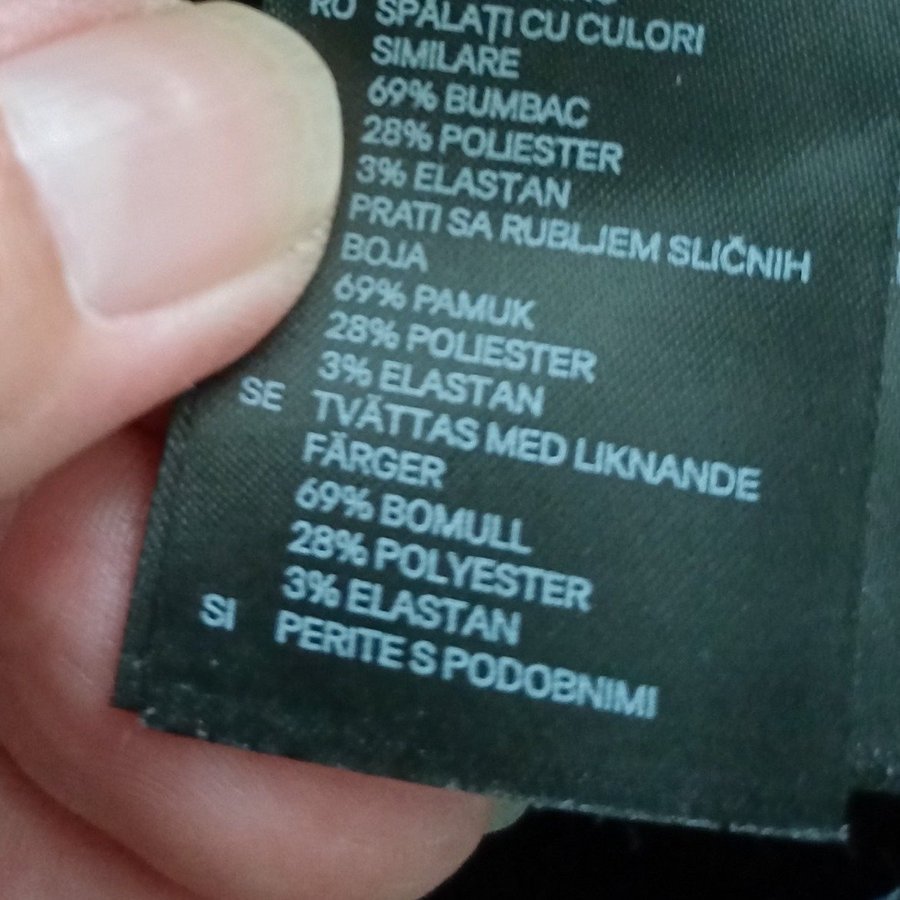 RO SPĂLAȚI CU CULORI
SIMILARE
69% BUMBAC
28% POLIESTER
3% ELASTAN
PRATI SA RUBLJEM SLIČNIH
BOJA
69% PAMUK
28% POLIESTER
3% ELASTAN
SE TVÄTTAS MED LIKNANDE
FÄRGER
69% BOMULL
28% POLYESTER
3% ELASTAN
SI PERITE S PODOBNIMI